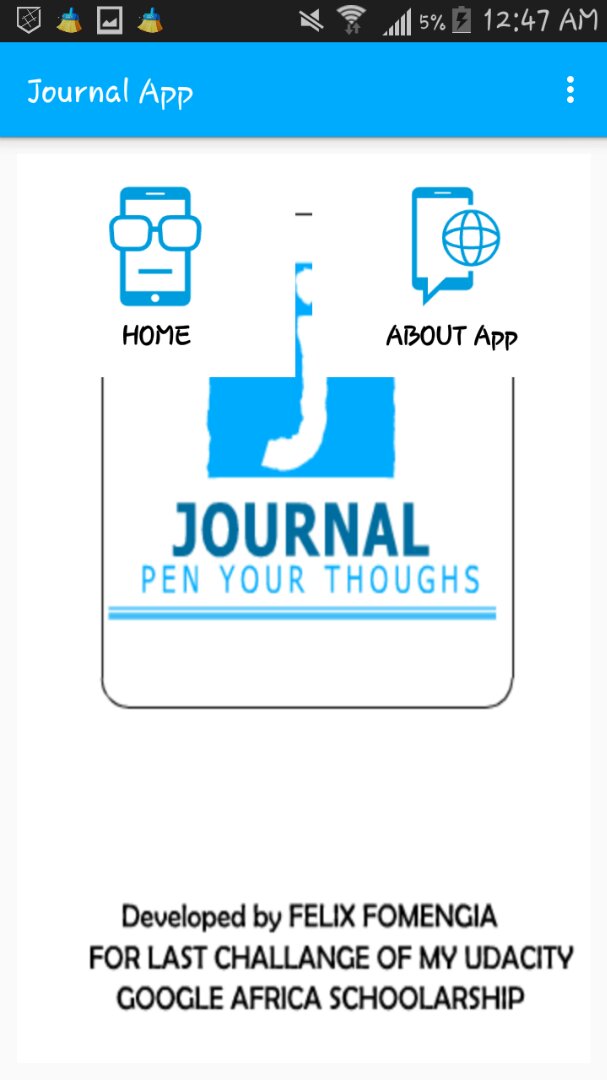 5% 12:47 AM
Journal App
HOME
ABOUT App
J
JOURNAL
PEN YOUR THOUGHS
Developed by FELIX FOMENGIA
FOR LAST CHALLANGE OF MY UDACITY
GOOGLE AFRICA SCHOOLARSHIP